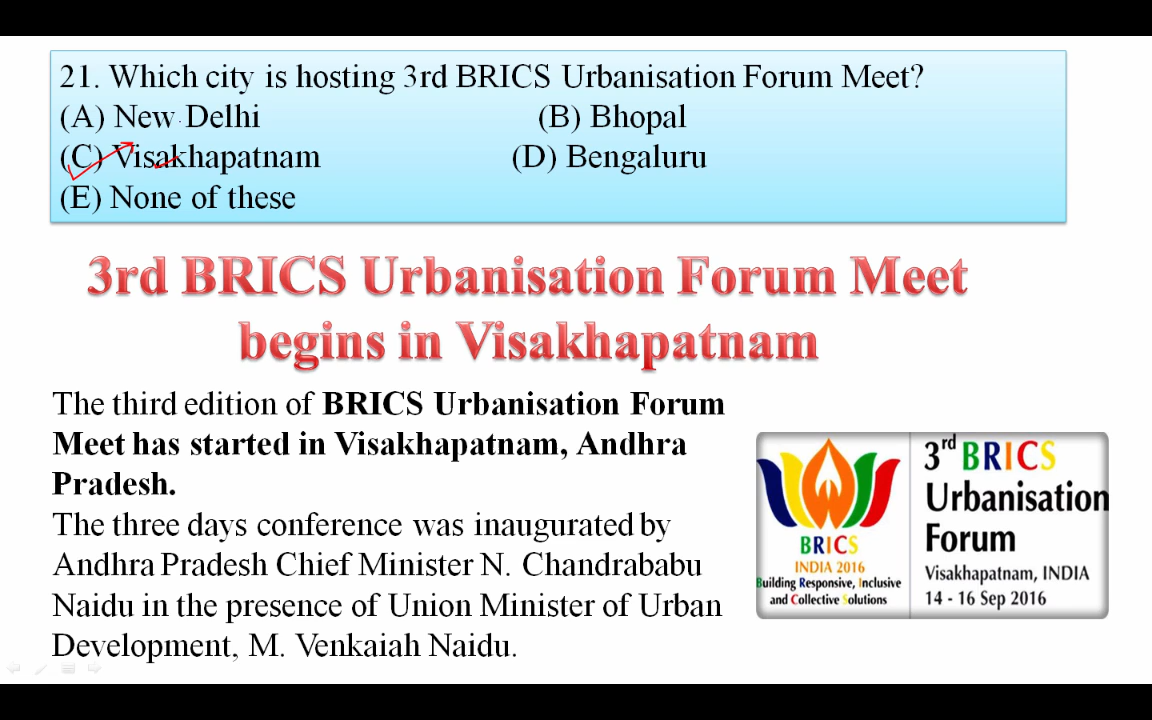 21. Which city is hosting 3rd BRICS Urbanisation Forum Meet?
(A) New Delhi (B) Bhopal
(C) Visakhapatnam (D) Bengaluru
(E) None of these
3rd BRICS Urbanisation Forum Meet
begins in Visakhapatnam
The third edition of BRICS Urbanisation Forum
Meet has started in Visakhapatnam, Andhra
Pradesh.
The three days conference was inaugurated by
Andhra Pradesh Chief Minister N. Chandrababu
Naidu in the presence of Union Minister of Urban
Development, M. Venkaiah Naidu.
BRICS
INDIA 2016
Building Responsive, Inclusive
and Collective Solutions
3rd BRICS
Urbanisation
Forum
Visakhapatnam, INDIA
14 - 16 Sep 2016